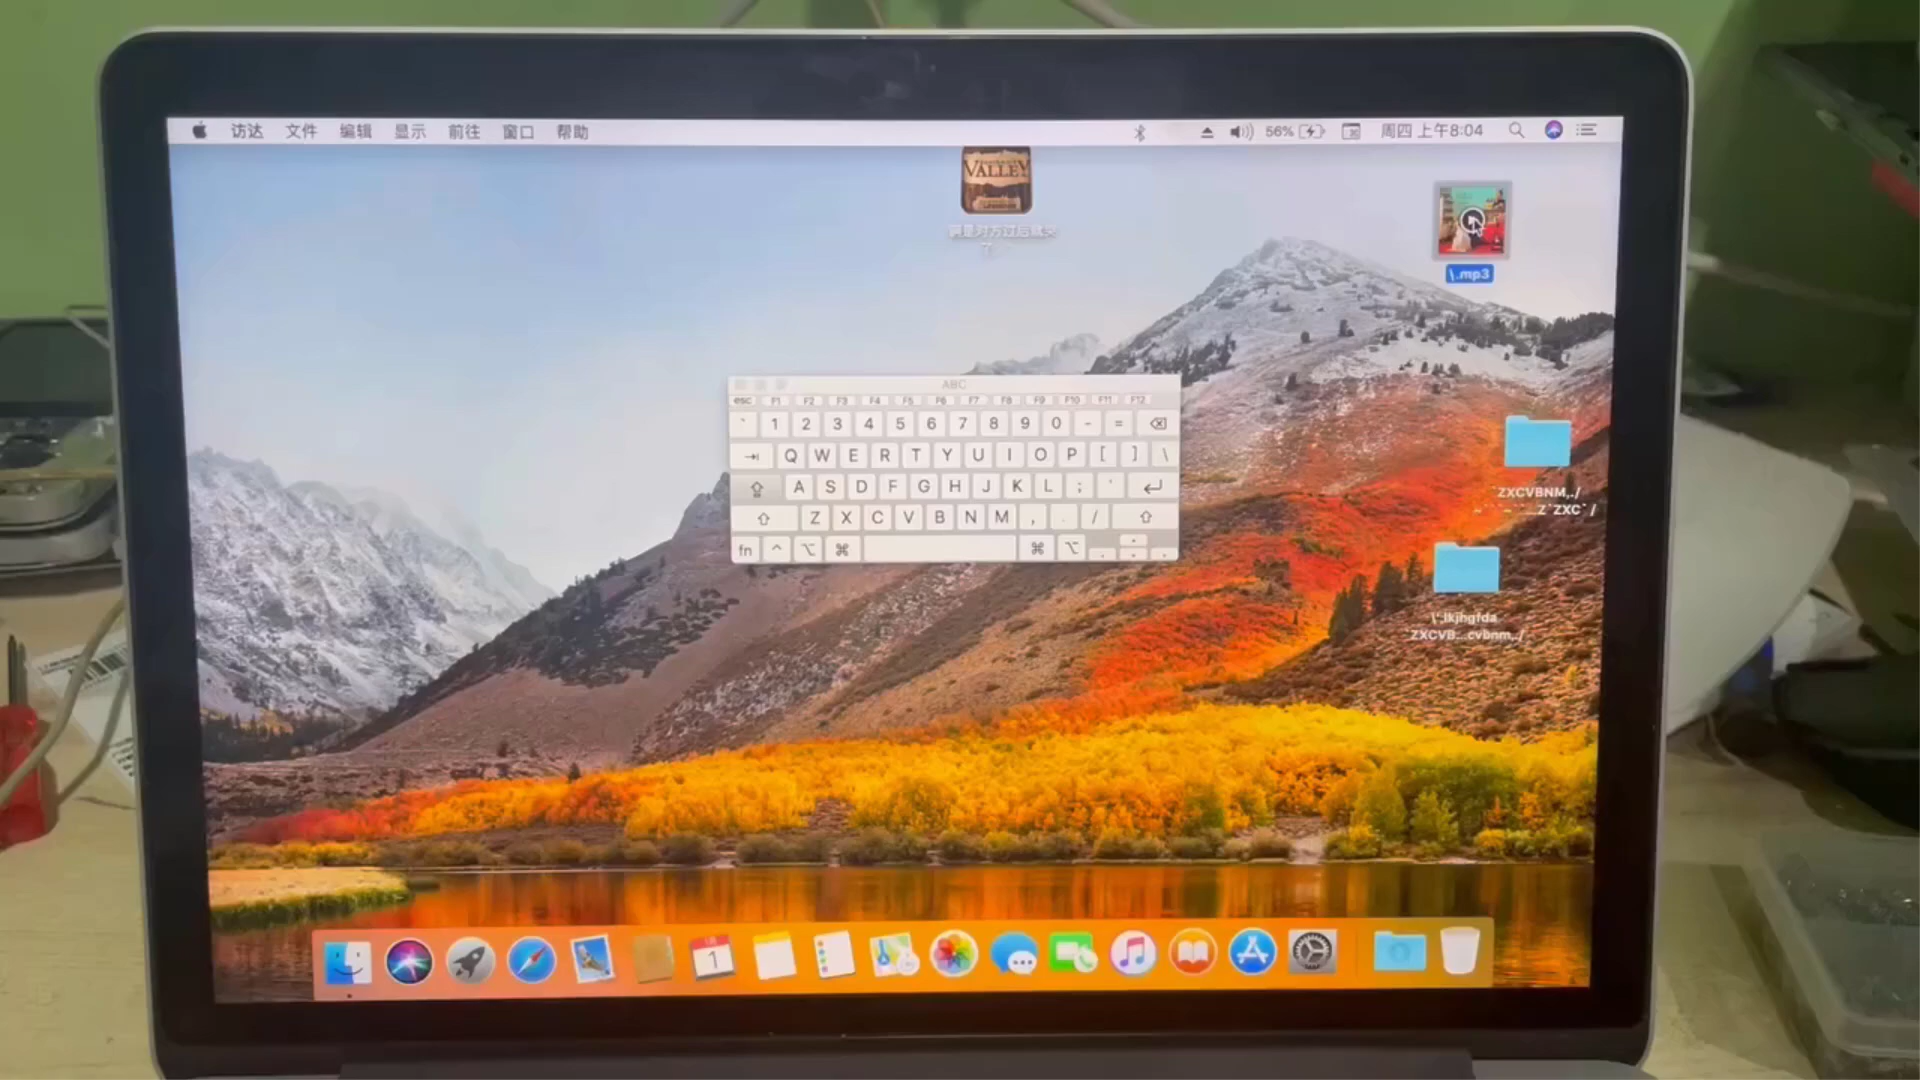 访达 文件 编辑 显示 前往 窗口 帮助 56% 周四 上午8:04
VALLEY
\.mp3
ABC
esc F1 F2 F3 F4 F5 F6 F7 F8 F9 F10 F11 F12
` 1 2 3 4 5 6 7 8 9 0 - =
Q W E R T Y U I O P [ ] \
A S D F G H J K L ; '
Z X C V B N M , . /
fn ^ ⌥ ⌘ ⌘ ⌥
ZXCVBNM,./
\',lkjhgfda
ZXCVB...cvbnm,./
1